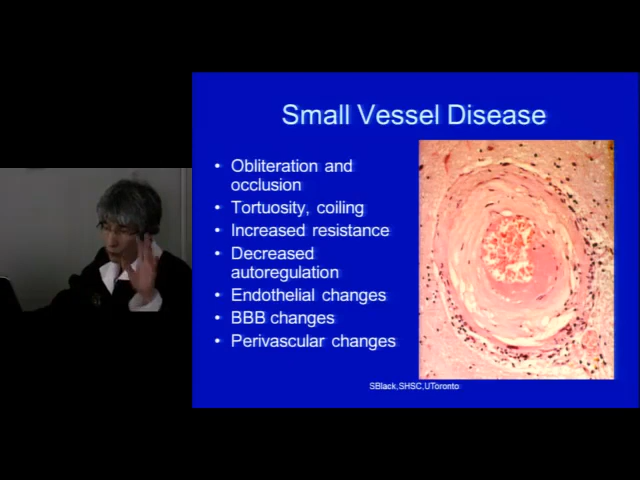 Small Vessel Disease
• Obliteration and
occlusion
• Tortuosity, coiling
• Increased resistance
• Decreased
autoregulation
• Endothelial changes
• BBB changes
• Perivascular changes
SBlack,SHSC,UToronto